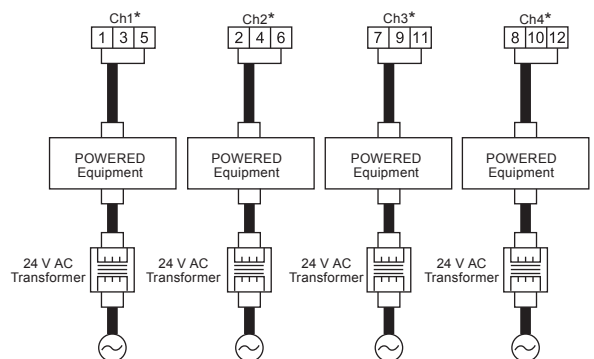 Ch1* Ch2* Ch3* Ch4*
1 3 5 2 4 6 7 9 11 8 10 12
POWERED POWERED POWERED POWERED
Equipment Equipment Equipment Equipment
24 V AC 24 V AC 24 V AC 24 V AC
Transformer Transformer Transformer Transformer